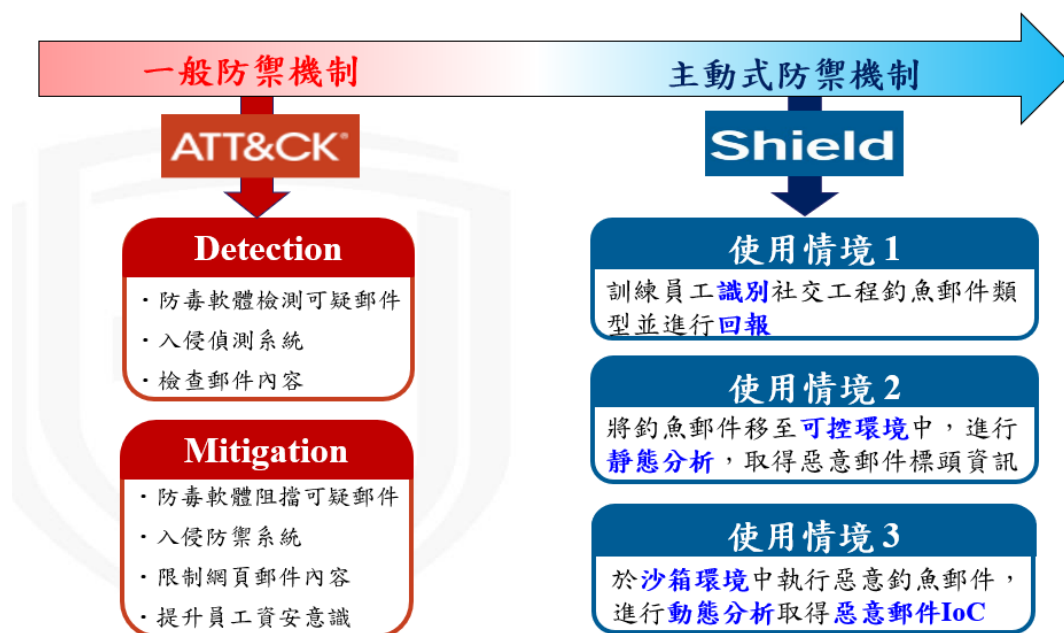 一般防禦機制
主動式防禦機制
ATT&CK®
Shield
Detection
・防毒軟體檢測可疑郵件
・入侵偵測系統
・檢查郵件內容
Mitigation
・防毒軟體阻擋可疑郵件
・入侵防禦系統
・限制網頁郵件內容
・提升員工資安意識
使用情境 1
訓練員工識別社交工程釣魚郵件類
型並進行回報
使用情境 2
將釣魚郵件移至可控環境中，進行
靜態分析，取得惡意郵件標頭資訊
使用情境 3
於沙箱環境中執行惡意釣魚郵件，
進行動態分析取得惡意郵件IoC